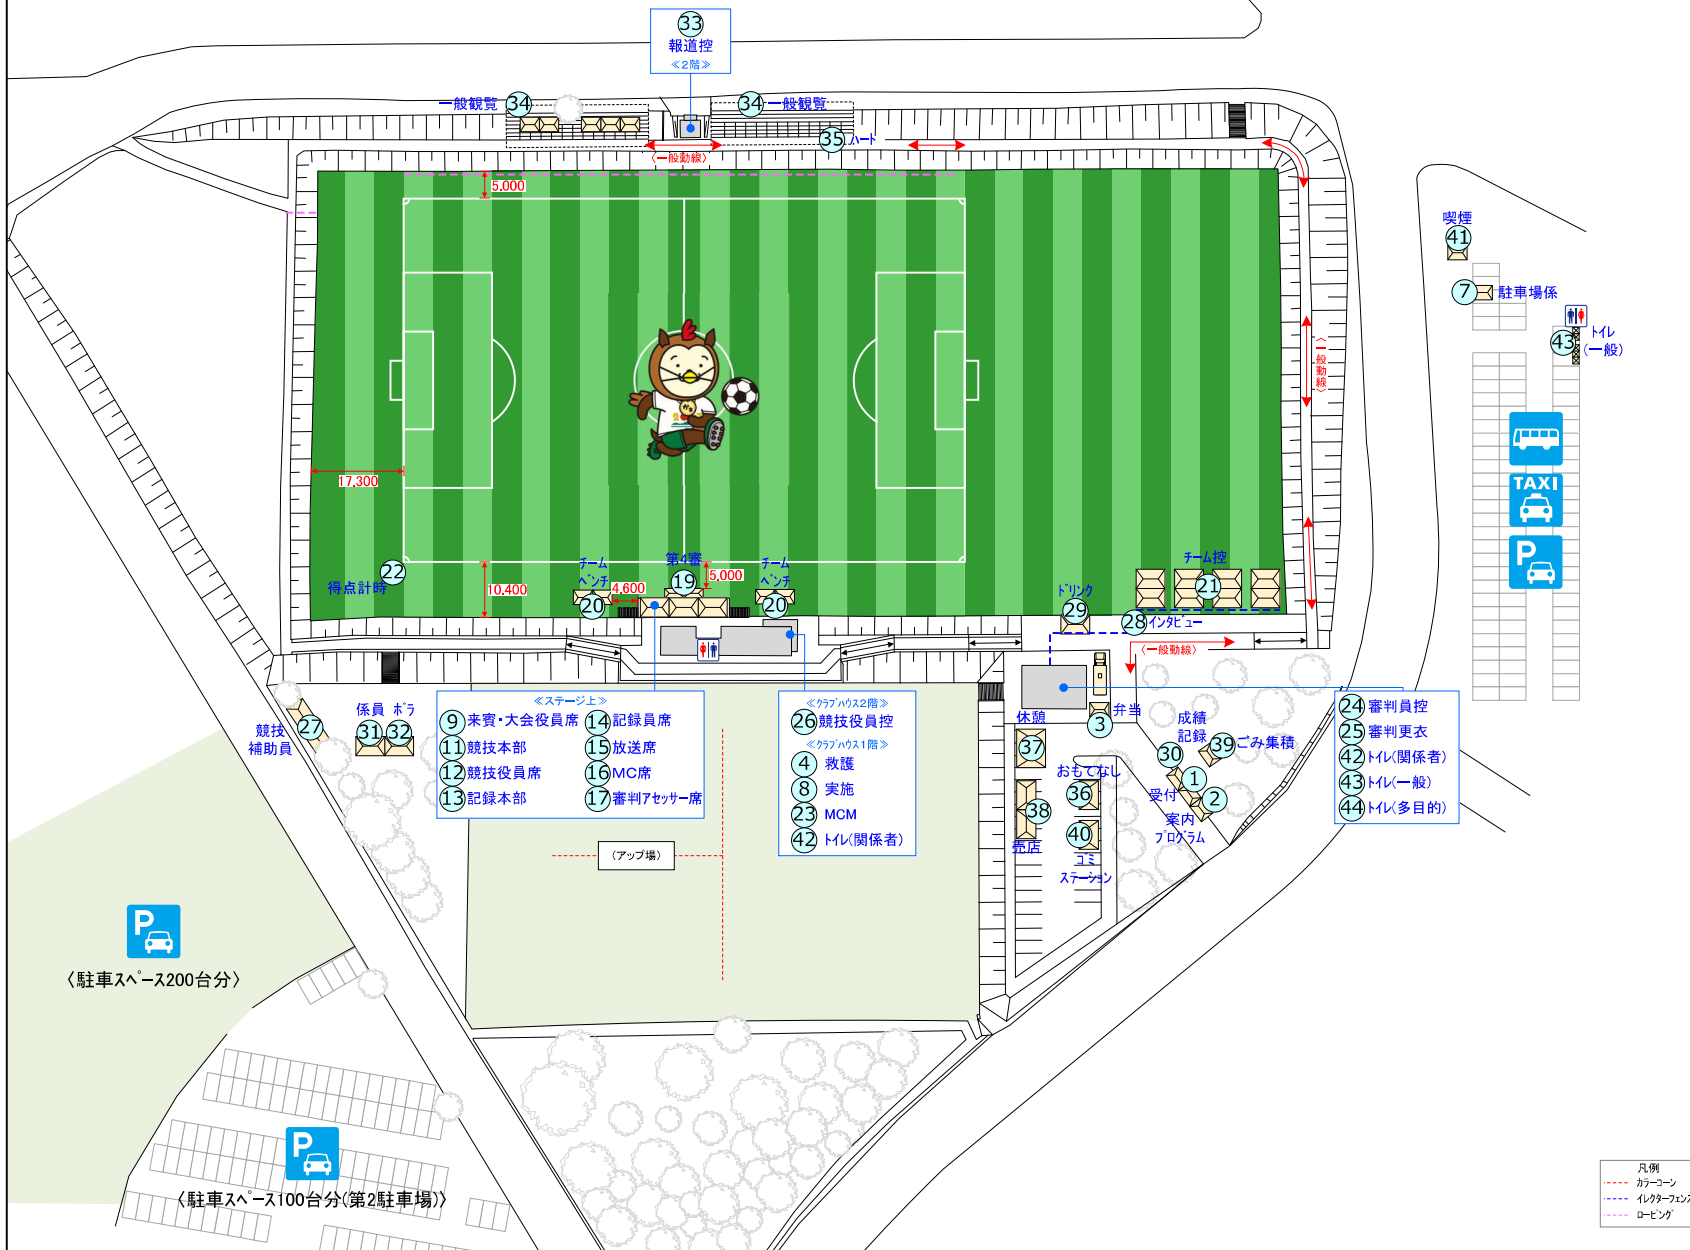 33
報道控
≪2階≫
一般観覧 34
34 一般観覧
35 ハート
〈一般動線〉
5,000
喫煙
41
7 駐車場係
トイレ
43 (一般)
〈一般動線〉
TAXI
P
17,300
22
得点計時
10,400
チーム
ベンチ
20
4,600
第4審
19
5,000
チーム
ベンチ
20
チーム控
21
ドリンク
29
28 インタビュー
〈一般動線〉
競技
補助員
27
係員 ボラ
31 32
≪ステージ上≫
9 来賓・大会役員席
11 競技本部
12 競技役員席
13 記録本部
14 記録員席
15 放送席
16 MC席
17 審判アセッサー席
≪クラブハウス2階≫
26 競技役員控
≪クラブハウス1階≫
4 救護
8 実施
23 MCM
42 トイレ(関係者)
24 審判員控
25 審判更衣
42 トイレ(関係者)
43 トイレ(一般)
44 トイレ(多目的)
休憩
37
弁当
3
成績
記録
30
39 ごみ集積
おもてなし
36
受付
1
2
案内
プログラム
38
売店
40
ゴミ
ステーション
(アップ場)
P
〈駐車スペース200台分〉
P
〈駐車スペース100台分(第2駐車場)〉
凡例
カラーコーン
イレクターフェンス
ロービング